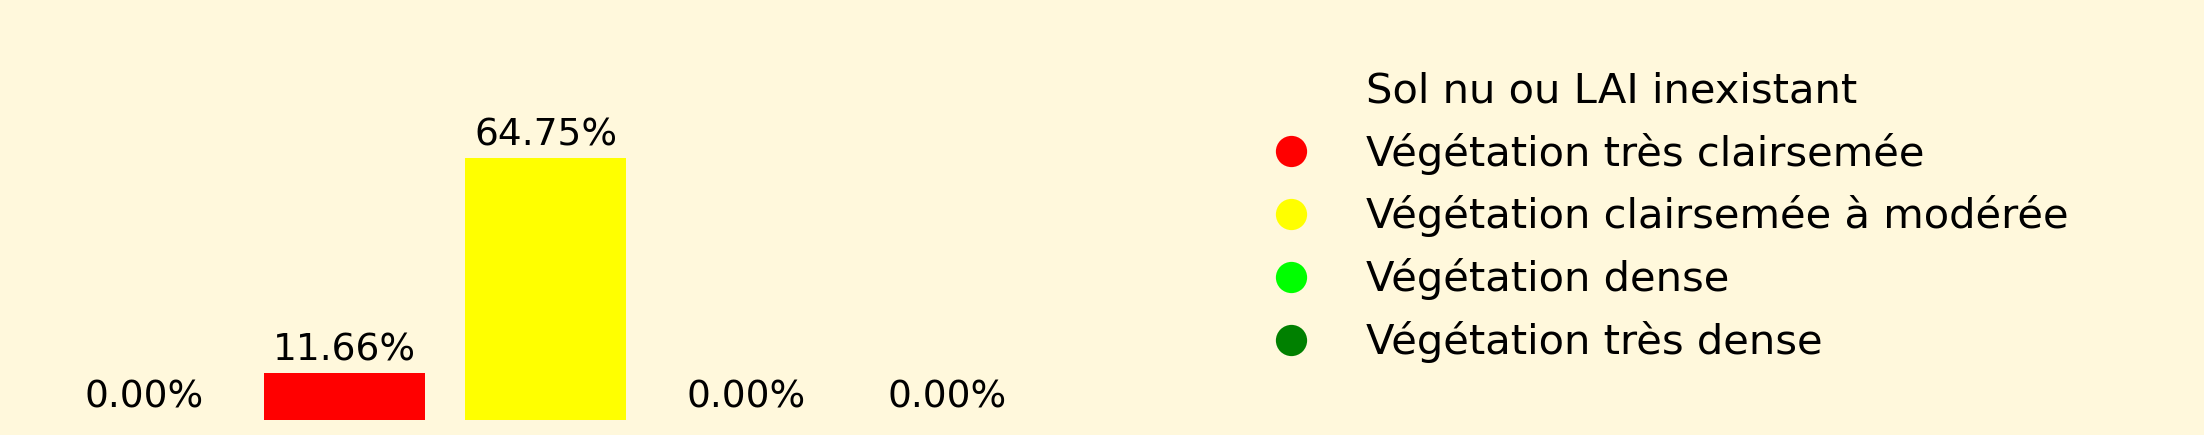 64.75%
11.66%
0.00%
0.00%
0.00%
Sol nu ou LAI inexistant
Végétation très clairsemée
Végétation clairsemée à modérée
Végétation dense
Végétation très dense